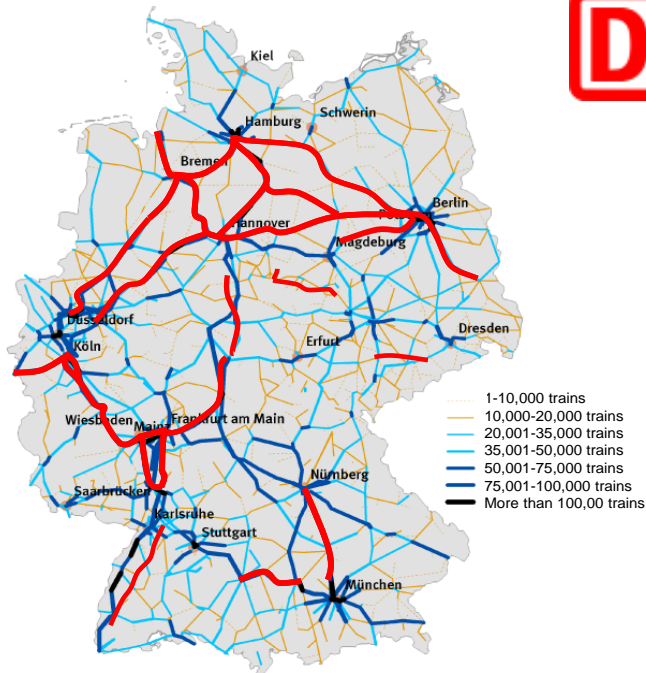 D
Kiel
Hamburg
Schwerin
Bremen
Berlin
Hannover
Magdeburg
Düsseldorf
Köln
Erfurt
Dresden
Wiesbaden
Mainz
Frankfurt am Main
Saarbrücken
Nürnberg
Karlsruhe
Stuttgart
München
1-10,000 trains
10,000-20,000 trains
20,001-35,000 trains
35,001-50,000 trains
50,001-75,000 trains
75,001-100,000 trains
More than 100,00 trains